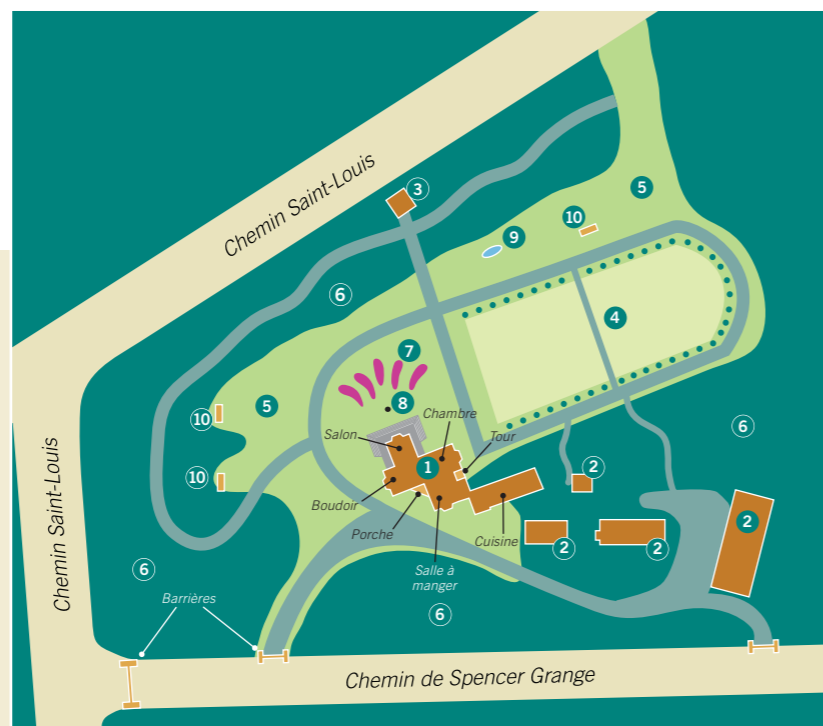 Chemin Saint-Louis
3
5
10
9
6
4
7
8
5
10
Chambre
Salon
Tour
6
1
2
10
Boudoir
Porche
Cuisine
2
2
2
Salle à
manger
6
Barrières
6
Chemin Saint-Louis
Chemin de Spencer Grange